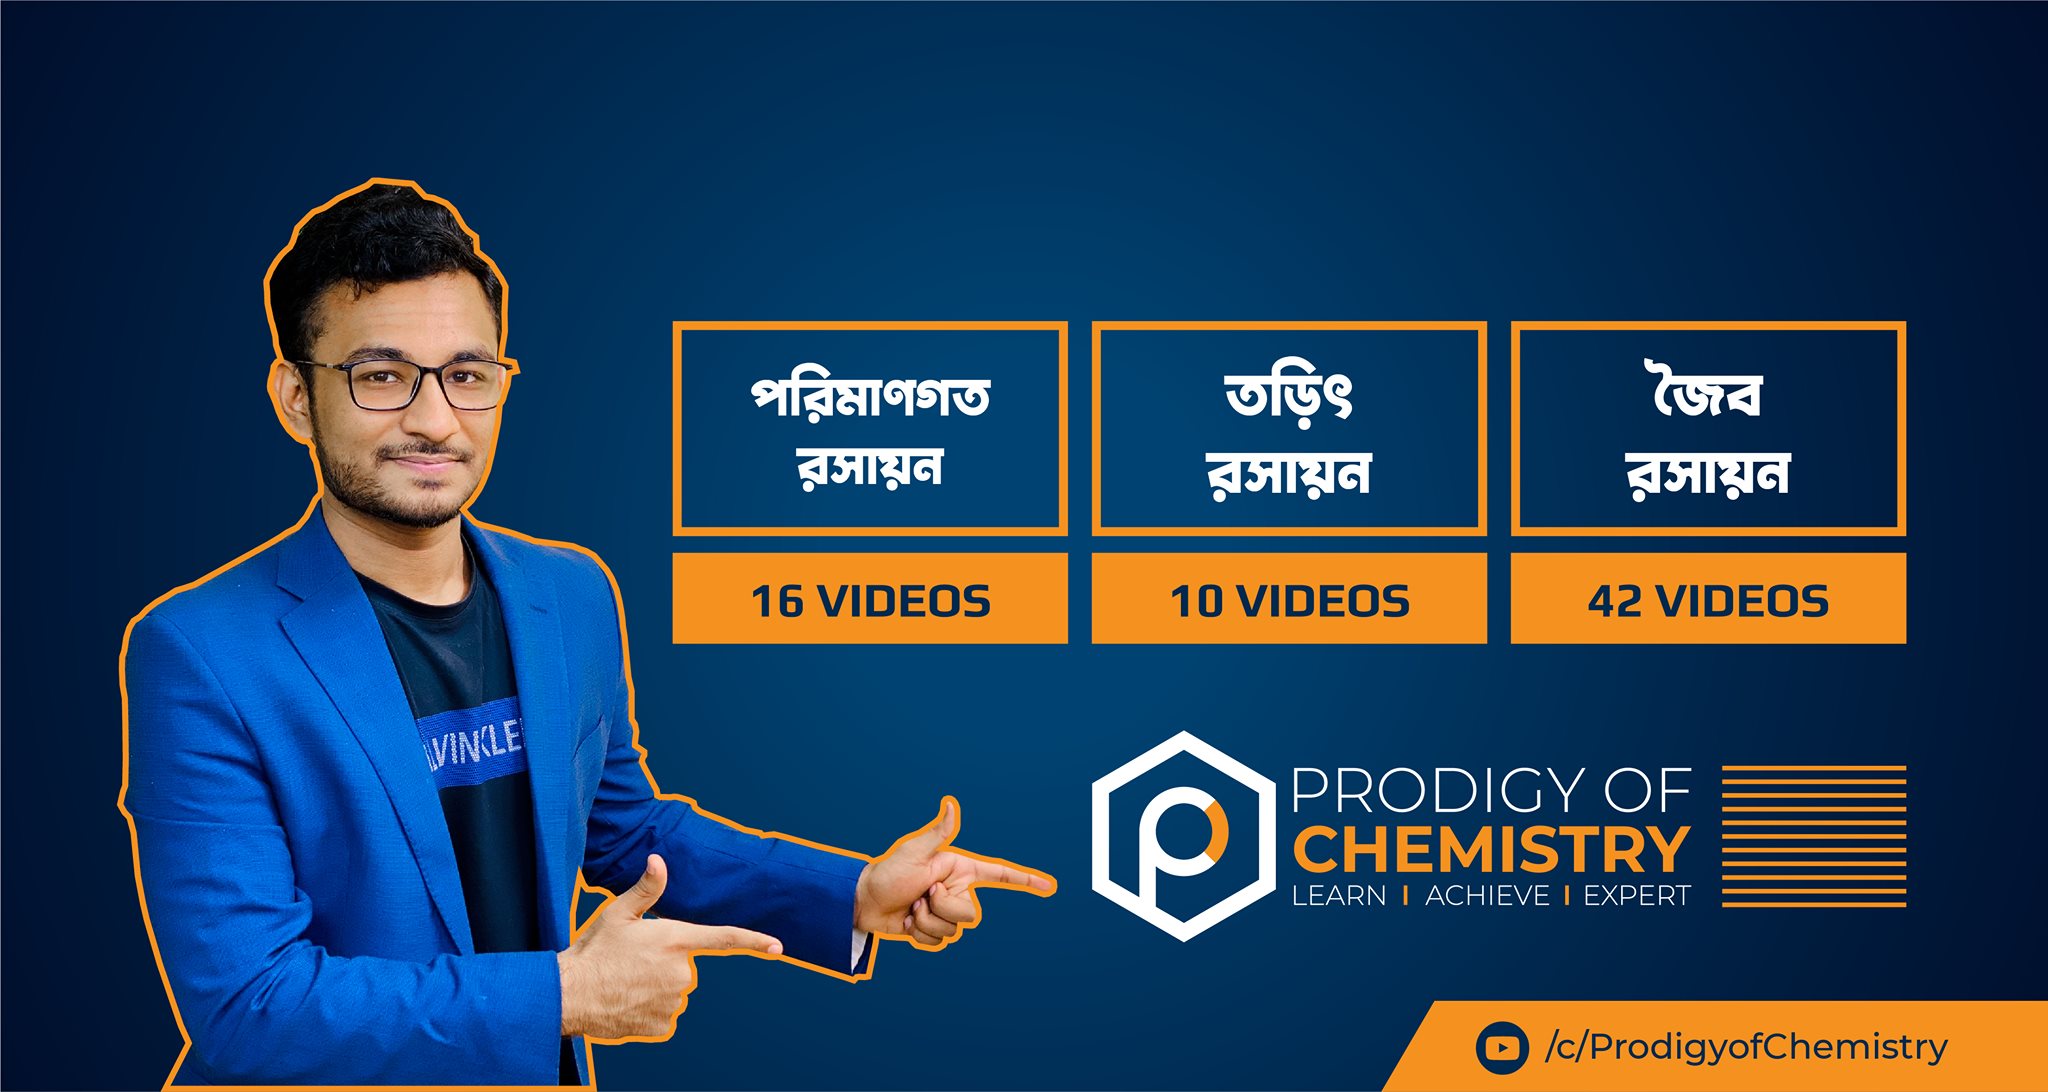 পরিমাণগত
রসায়ন
তড়িৎ
রসায়ন
জৈব
রসায়ন
16 VIDEOS
10 VIDEOS
42 VIDEOS
PRODIGY OF
CHEMISTRY
LEARN | ACHIEVE | EXPERT
/c/ProdigyofChemistry